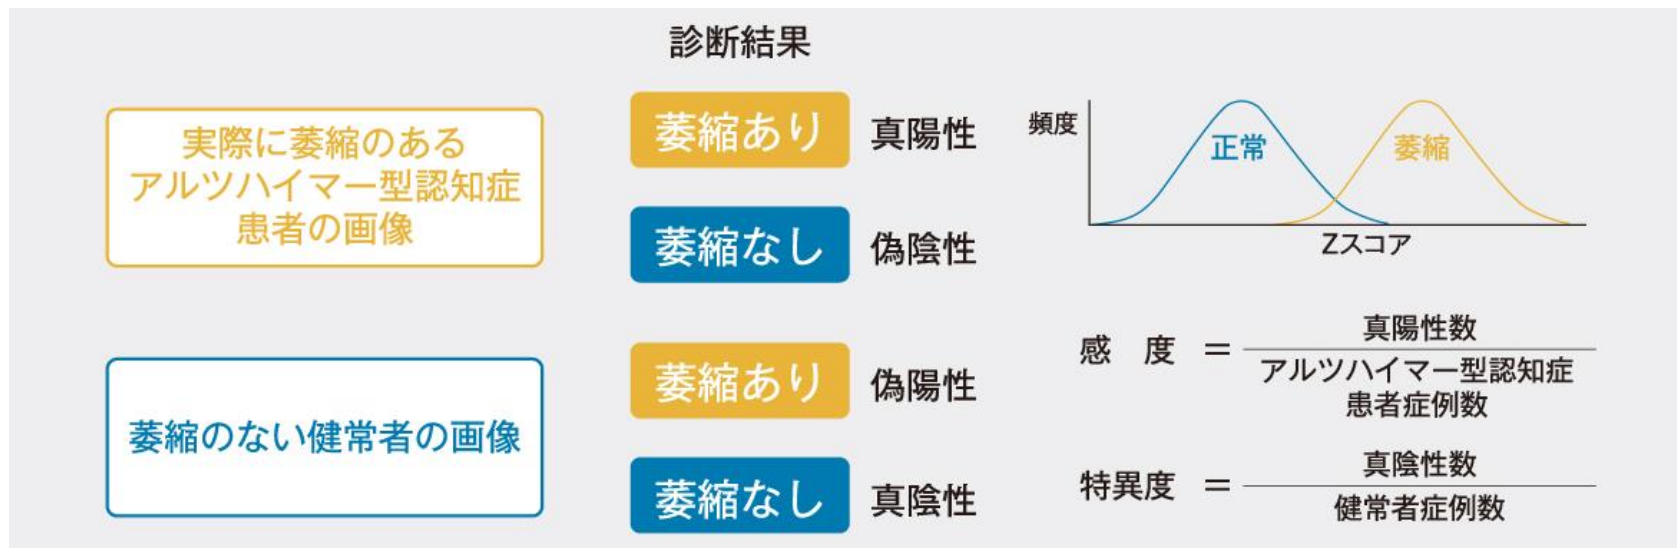 診断結果
実際に萎縮のある
アルツハイマー型認知症
患者の画像
萎縮あり 真陽性
萎縮なし 偽陰性
萎縮のない健常者の画像
萎縮あり 偽陽性
萎縮なし 真陰性
頻度
正常
萎縮
Zスコア
感 度 = 真陽性数
アルツハイマー型認知症
患者症例数
特異度 = 真陰性数
健常者症例数